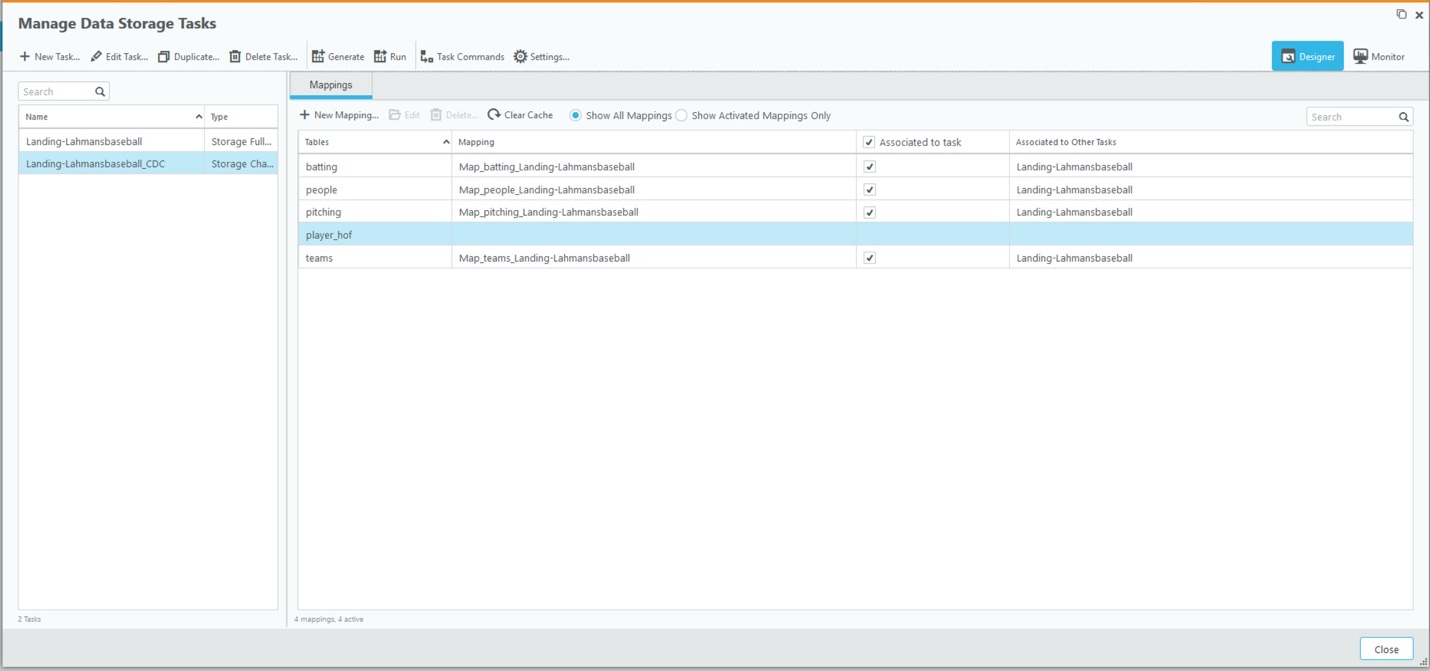 Manage Data Storage Tasks
New Task... Edit Task... Duplicate... Delete Task... Generate Run Task Commands Settings... Designer Monitor
Search
Name Type
Landing-Lahmansbaseball Storage Full...
Landing-Lahmansbaseball_CDC Storage Cha...
2 Tasks
Mappings
New Mapping... Edit Delete... Clear Cache Show All Mappings Show Activated Mappings Only Search
Tables Mapping Associated to task Associated to Other Tasks
batting Map_batting_Landing-Lahmansbaseball Landing-Lahmansbaseball
people Map_people_Landing-Lahmansbaseball Landing-Lahmansbaseball
pitching Map_pitching_Landing-Lahmansbaseball Landing-Lahmansbaseball
player_hof
teams Map_teams_Landing-Lahmansbaseball Landing-Lahmansbaseball
4 mappings, 4 active
Close